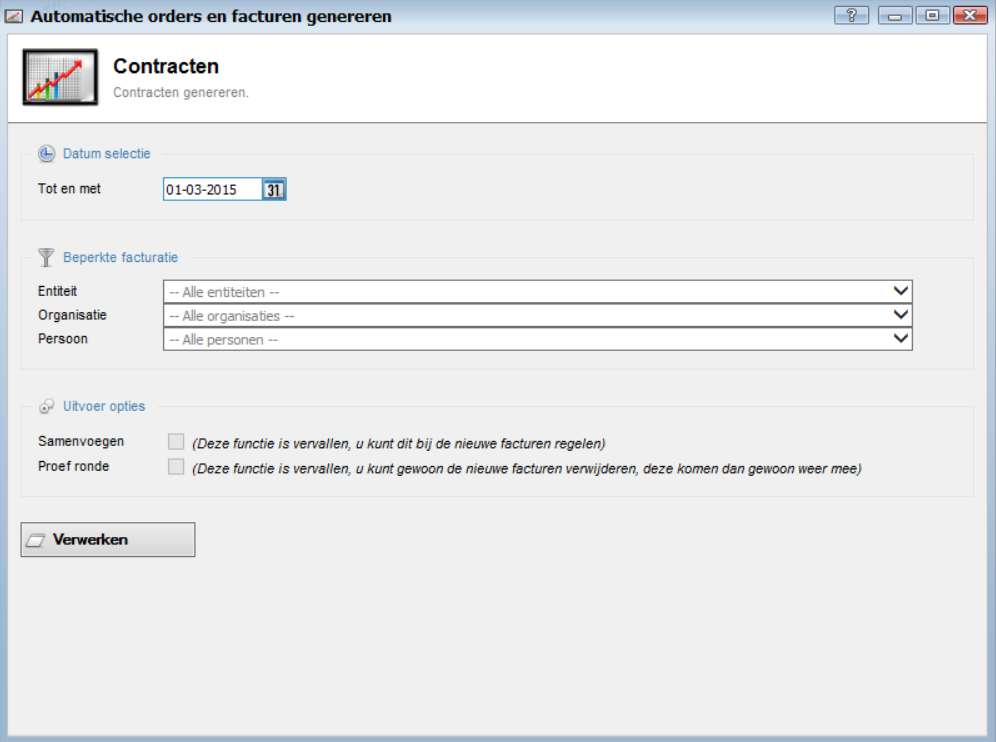 Automatische orders en facturen genereren
?
Contracten
Contracten genereren.
Datum selectie
Tot en met 01-03-2015 31
Beperkte facturatie
Entiteit -- Alle entiteiten --
Organisatie -- Alle organisaties --
Persoon -- Alle personen --
Uitvoer opties
Samenvoegen (Deze functie is vervallen, u kunt dit bij de nieuwe facturen regelen)
Proef ronde (Deze functie is vervallen, u kunt gewoon de nieuwe facturen verwijderen, deze komen dan gewoon weer mee)
Verwerken